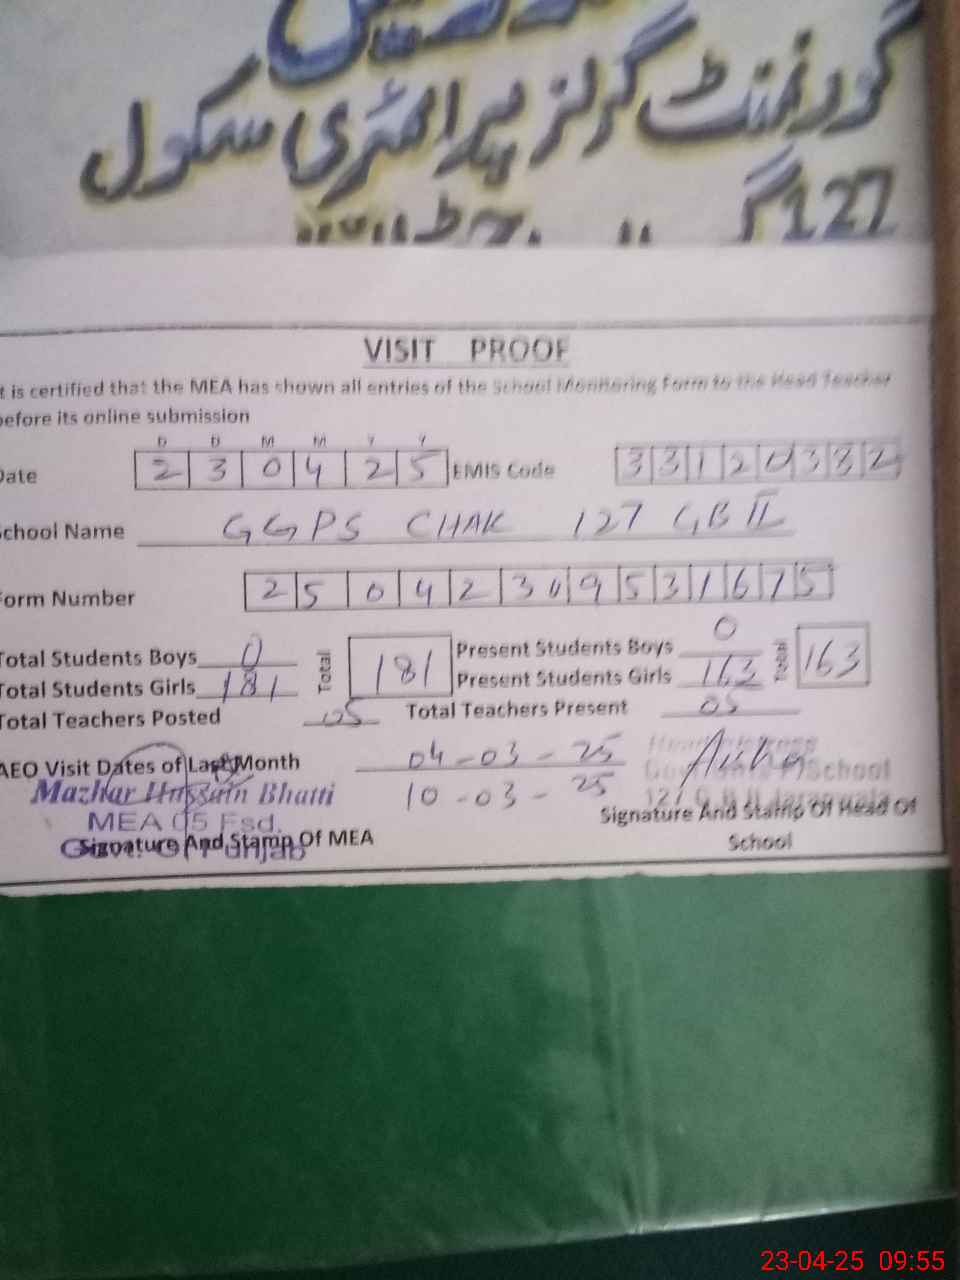 گورنمنٹ گرلز پرائمری سکول
127 گ
VISIT PROOF
It is certified that the MEA has shown all entries of the School Monitoring Form to the Head Teacher
before its online submission
D D M M Y Y
Date 2 3 0 4 2 5 EMIS Code 3 3 1 2 0 3 3 2
School Name GGPS CHAK 127 GB II
Form Number 2 5 0 4 2 3 0 9 5 3 1 6 7 5
Total Students Boys 0 Total 181 Present Students Boys 0 Total 163
Total Students Girls 181 Present Students Girls 163
Total Teachers Posted 05 Total Teachers Present 05
AEO Visit Dates of Last Month 04-03-25
10-03-25
Mazhar Hussain Bhatti
MEA 05 Fsd.
Govt. Of Punjab
Signature And Stamp Of MEA
Signature And Stamp Of Head Of
School
23-04-25 09:55